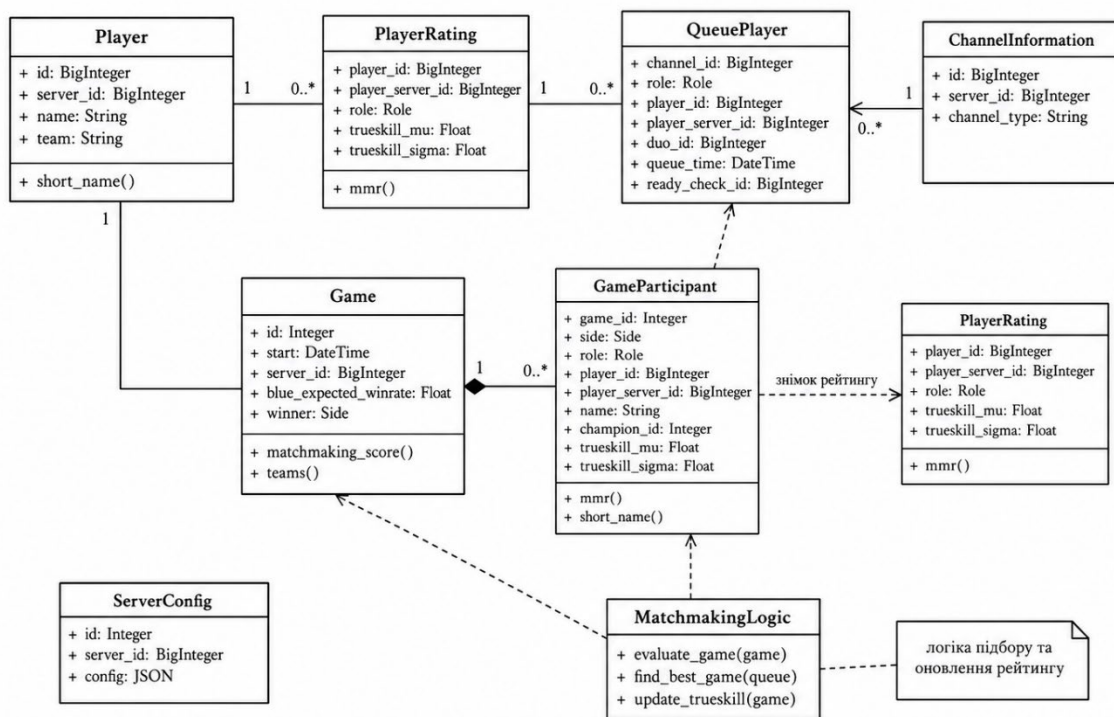 Player
+ id: BigInteger
+ server_id: BigInteger
+ name: String
+ team: String
+ short_name()
1
0..*
PlayerRating
+ player_id: BigInteger
+ player_server_id: BigInteger
+ role: Role
+ trueskill_mu: Float
+ trueskill_sigma: Float
+ mmr()
1
0..*
QueuePlayer
+ channel_id: BigInteger
+ role: Role
+ player_id: BigInteger
+ player_server_id: BigInteger
+ duo_id: BigInteger
+ queue_time: DateTime
+ ready_check_id: BigInteger
1
0..*
ChannelInformation
+ id: BigInteger
+ server_id: BigInteger
+ channel_type: String
1
Game
+ id: Integer
+ start: DateTime
+ server_id: BigInteger
+ blue_expected_winrate: Float
+ winner: Side
+ matchmaking_score()
+ teams()
1
0..*
GameParticipant
+ game_id: Integer
+ side: Side
+ role: Role
+ player_id: BigInteger
+ player_server_id: BigInteger
+ name: String
+ champion_id: Integer
+ trueskill_mu: Float
+ trueskill_sigma: Float
+ mmr()
+ short_name()
знімок рейтингу
PlayerRating
+ player_id: BigInteger
+ player_server_id: BigInteger
+ role: Role
+ trueskill_mu: Float
+ trueskill_sigma: Float
+ mmr()
ServerConfig
+ id: Integer
+ server_id: BigInteger
+ config: JSON
MatchmakingLogic
+ evaluate_game(game)
+ find_best_game(queue)
+ update_trueskill(game)
логіка підбору та
оновлення рейтингу